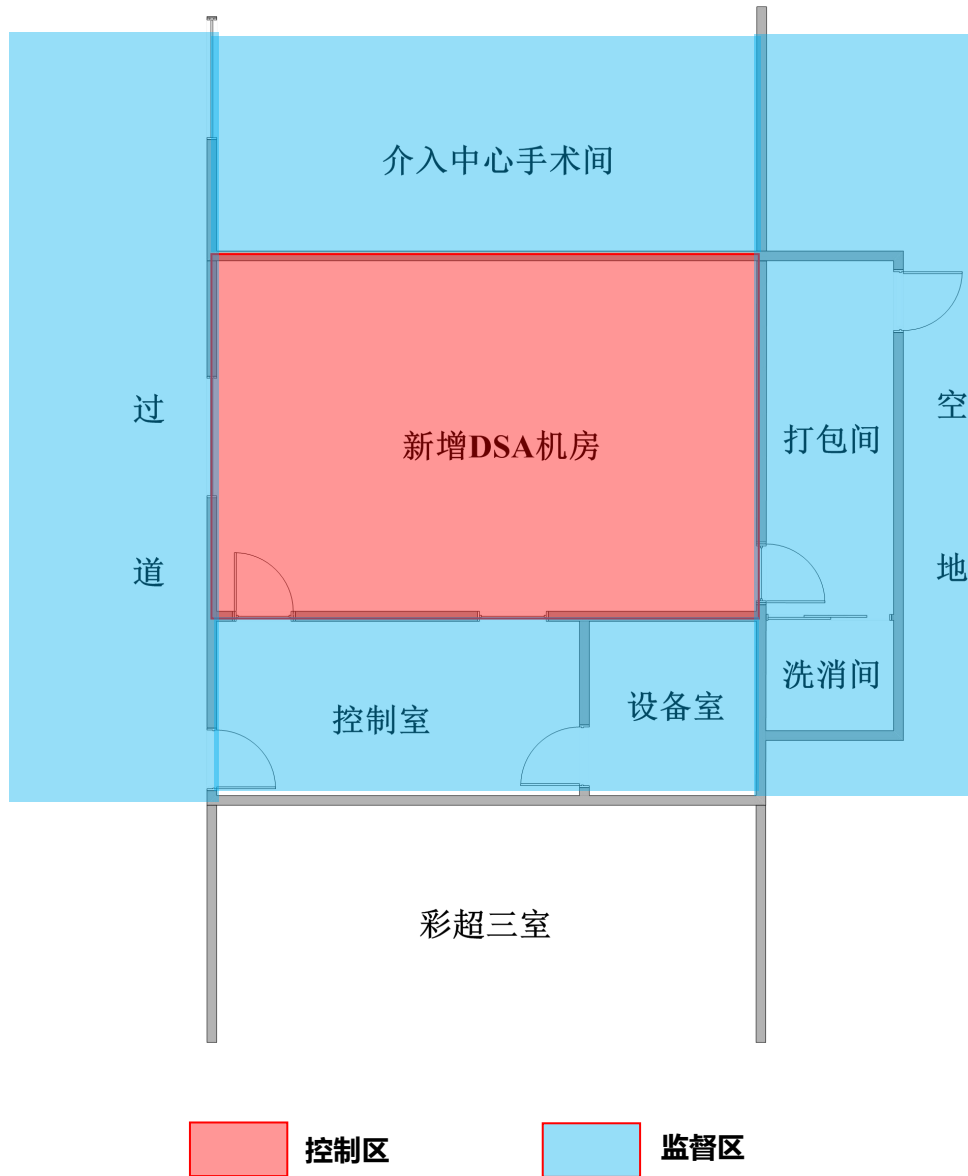 介入中心手术间
过道
新增DSA机房
打包间
空地
控制室
设备室
洗消间
彩超三室
控制区
监督区